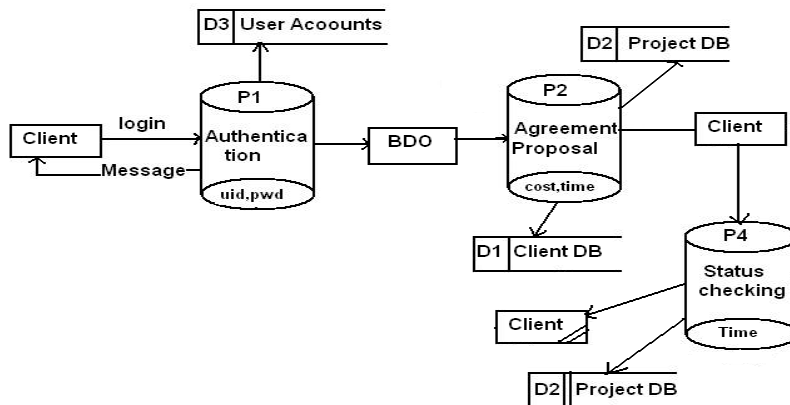 D3 User Acoounts
D2 Project DB
P1
P2
Client
login
Authentica
tion
BDO
Agreement
Proposal
Client
Message
uid,pwd
cost,time
P4
D1 Client DB
Status
checking
Client
Time
D2 Project DB